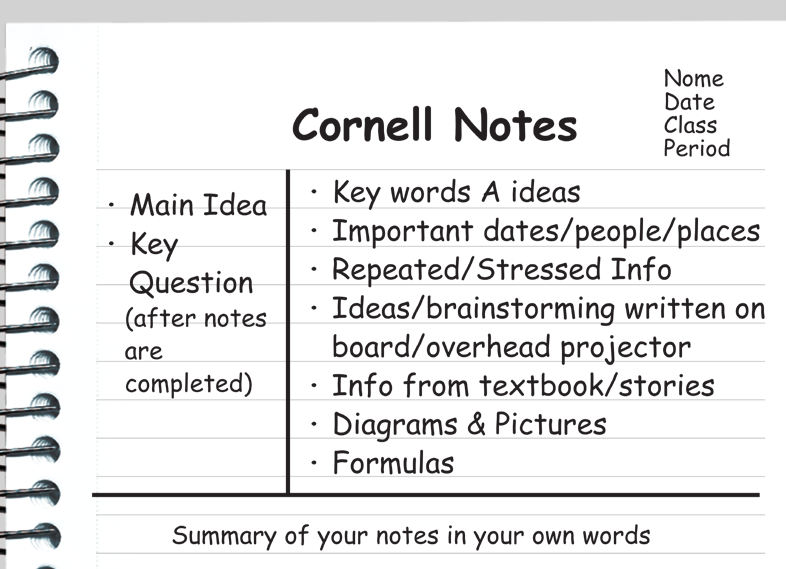 Nome
Date
Class
Period
Cornell Notes
· Main Idea
· Key
Question
(after notes
are
completed)
· Key words A ideas
· Important dates/people/places
· Repeated/Stressed Info
· Ideas/brainstorming written on
board/overhead projector
· Info from textbook/stories
· Diagrams & Pictures
· Formulas
Summary of your notes in your own words